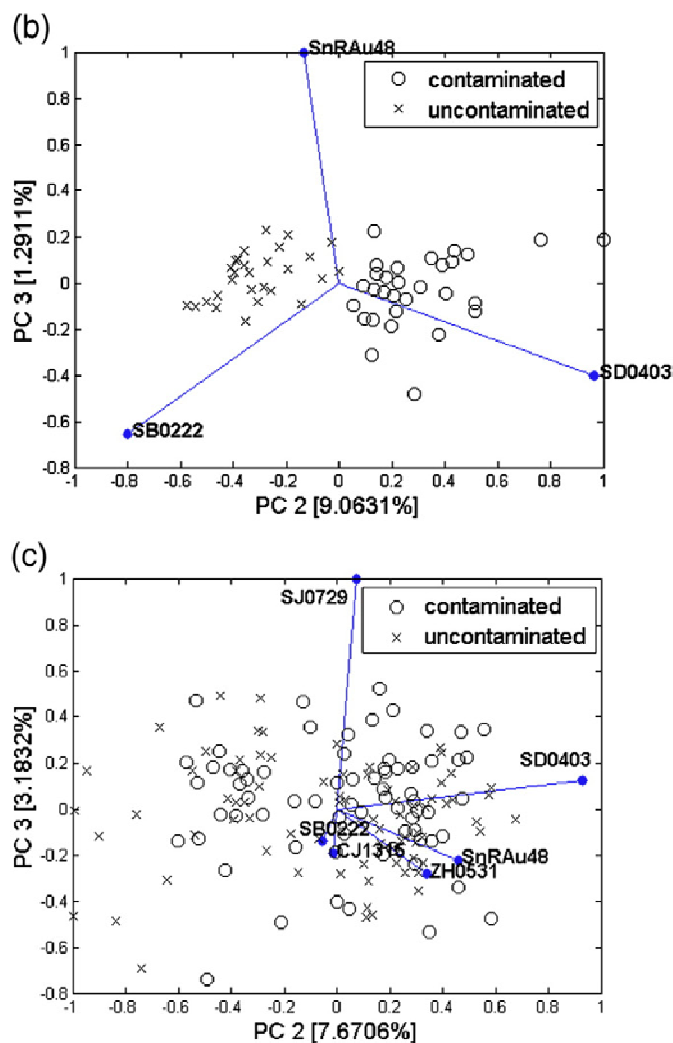 (b)
SnRAu48
contaminated
uncontaminated
1
0.8
0.6
0.4
0.2
0
-0.2
-0.4
-0.6
-0.8
PC 3 [1.2911%]
SD0403
SB0222
-1 -0.8 -0.6 -0.4 -0.2 0 0.2 0.4 0.6 0.8 1
PC 2 [9.0631%]
(c)
SJ0729
contaminated
uncontaminated
1
0.8
0.6
0.4
0.2
0
-0.2
-0.4
-0.6
-0.8
PC 3 [3.1832%]
SD0403
SB0222
CJ1315
SnRAu48
ZH0531
-1 -0.8 -0.6 -0.4 -0.2 0 0.2 0.4 0.6 0.8 1
PC 2 [7.6706%]